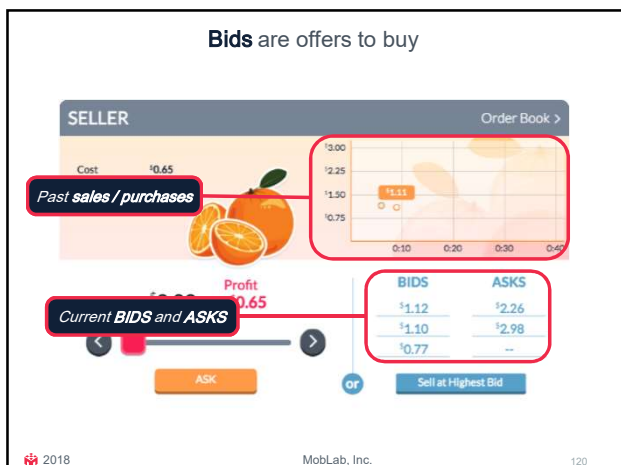 Bids are offers to buy
SELLER
Order Book >
Cost $0.65
$3.00
$2.25
$1.50
$0.75
$1.11
0:10 0:20 0:30 0:40
Past sales / purchases
Profit
0.65
Current BIDS and ASKS
BIDS ASKS
$1.12 $2.26
$1.10 $2.98
$0.77 --
ASK
or
Sell at Highest Bid
2018
MobLab, Inc.
120